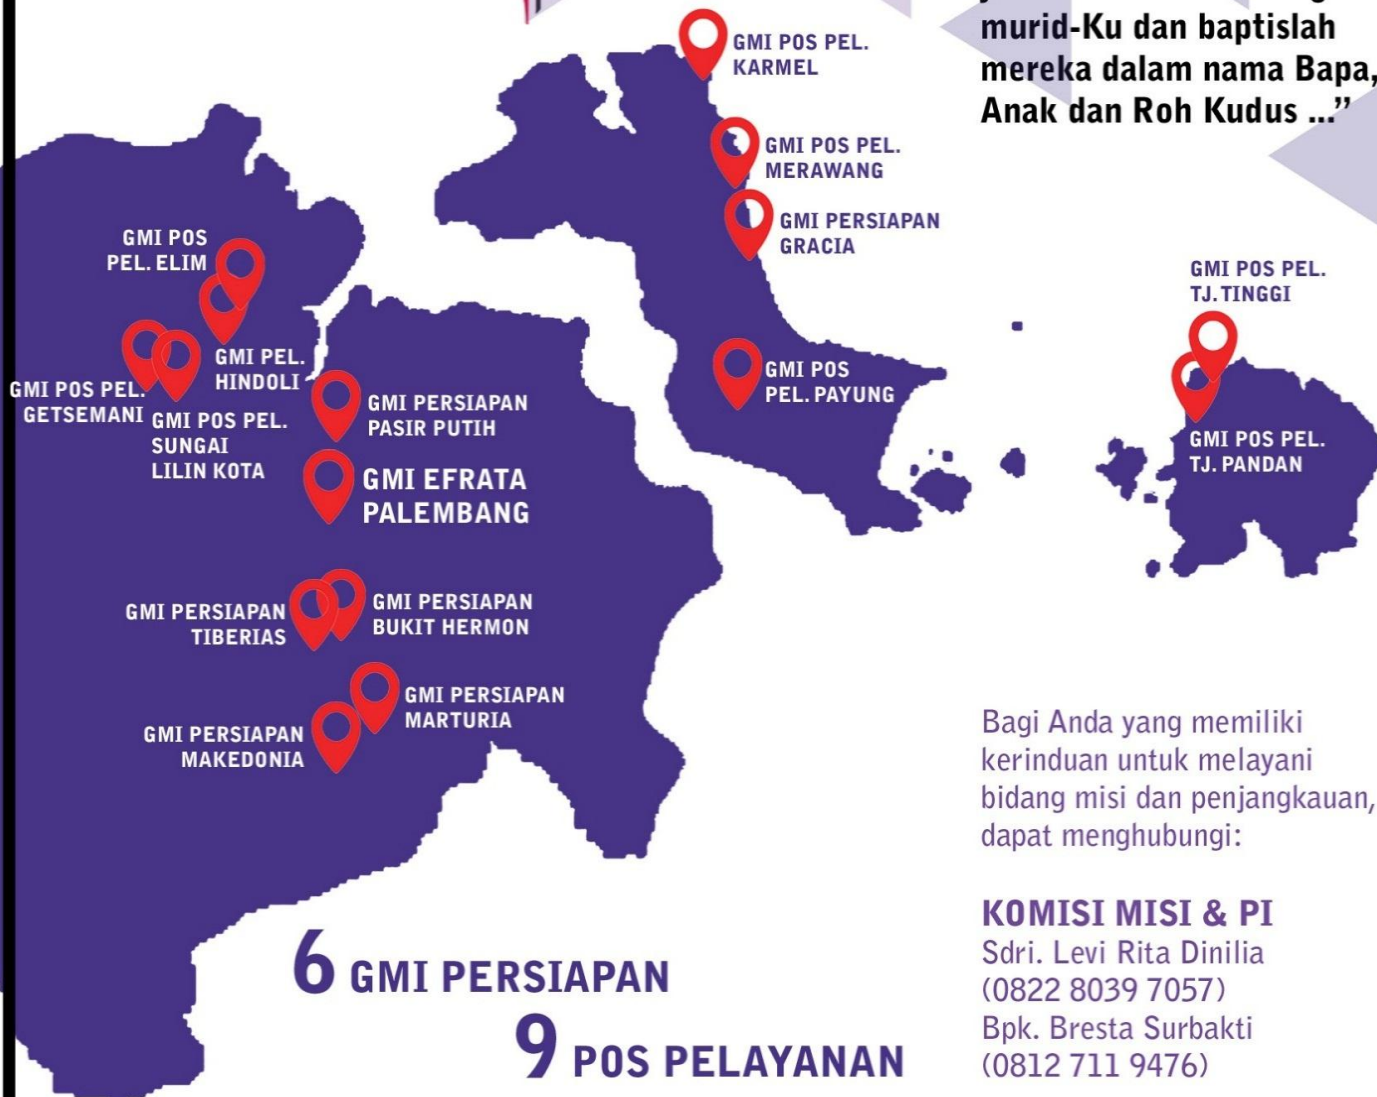 murid-Ku dan baptislah
mereka dalam nama Bapa,
Anak dan Roh Kudus ...”
GMI POS PEL.
KARMEL
GMI POS PEL.
MERAWANG
GMI PERSIAPAN
GRACIA
GMI POS
PEL. ELIM
GMI PEL.
HINDOLI
GMI POS PEL.
GETSEMANI
GMI POS PEL.
SUNGAI
LILIN KOTA
GMI PERSIAPAN
PASIR PUTIH
GMI EFRATA
PALEMBANG
GMI POS
PEL. PAYUNG
GMI POS PEL.
TJ. TINGGI
GMI POS PEL.
TJ. PANDAN
GMI PERSIAPAN
TIBERIAS
GMI PERSIAPAN
BUKIT HERMON
GMI PERSIAPAN
MARTURIA
GMI PERSIAPAN
MAKEDONIA
6 GMI PERSIAPAN
9 POS PELAYANAN
Bagi Anda yang memiliki
kerinduan untuk melayani
bidang misi dan penjangkauan,
dapat menghubungi:
KOMISI MISI & PI
Sdri. Levi Rita Dinilia
(0822 8039 7057)
Bpk. Bresta Surbakti
(0812 711 9476)